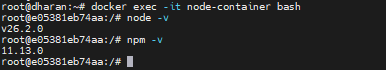 root@dharan:~# docker exec -it node-container bash
root@e05381eb74aa:/# node -v
v26.2.0
root@e05381eb74aa:/# npm -v
11.13.0
root@e05381eb74aa:/#